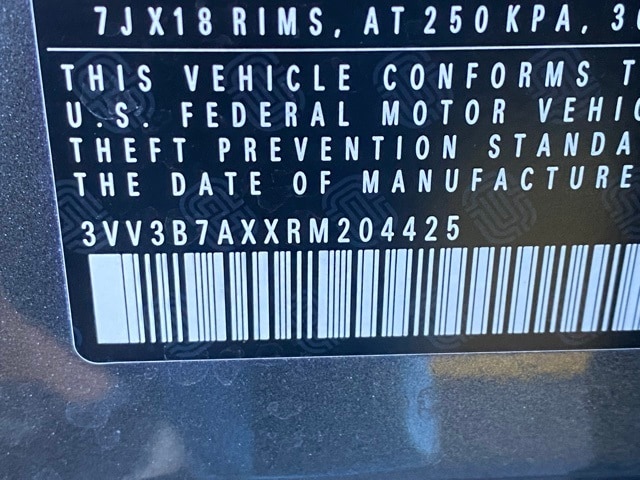 7JX18 RIMS, AT 250 KPA, 3
THIS VEHICLE CONFORMS T
U.S. FEDERAL MOTOR VEHIC
THEFT PREVENTION STANDA
THE DATE OF MANUFACTURE
3VV3B7AXXRM204425